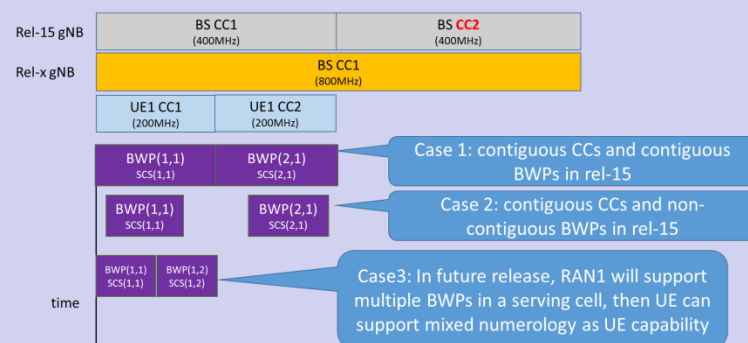 Rel-15 gNB
BS CC1
(400MHz)
BS CC2
(400MHz)
Rel-x gNB
BS CC1
(800MHz)
UE1 CC1
(200MHz)
UE1 CC2
(200MHz)
BWP(1,1)
SCS(1,1)
BWP(2,1)
SCS(2,1)
Case 1: contiguous CCs and contiguous
BWPs in rel-15
BWP(1,1)
SCS(1,1)
BWP(2,1)
SCS(2,1)
Case 2: contiguous CCs and non-
contiguous BWPs in rel-15
BWP(1,1)
SCS(1,1)
BWP(1,2)
SCS(1,2)
Case3: In future release, RAN1 will support
multiple BWPs in a serving cell, then UE can
support mixed numerology as UE capability
time